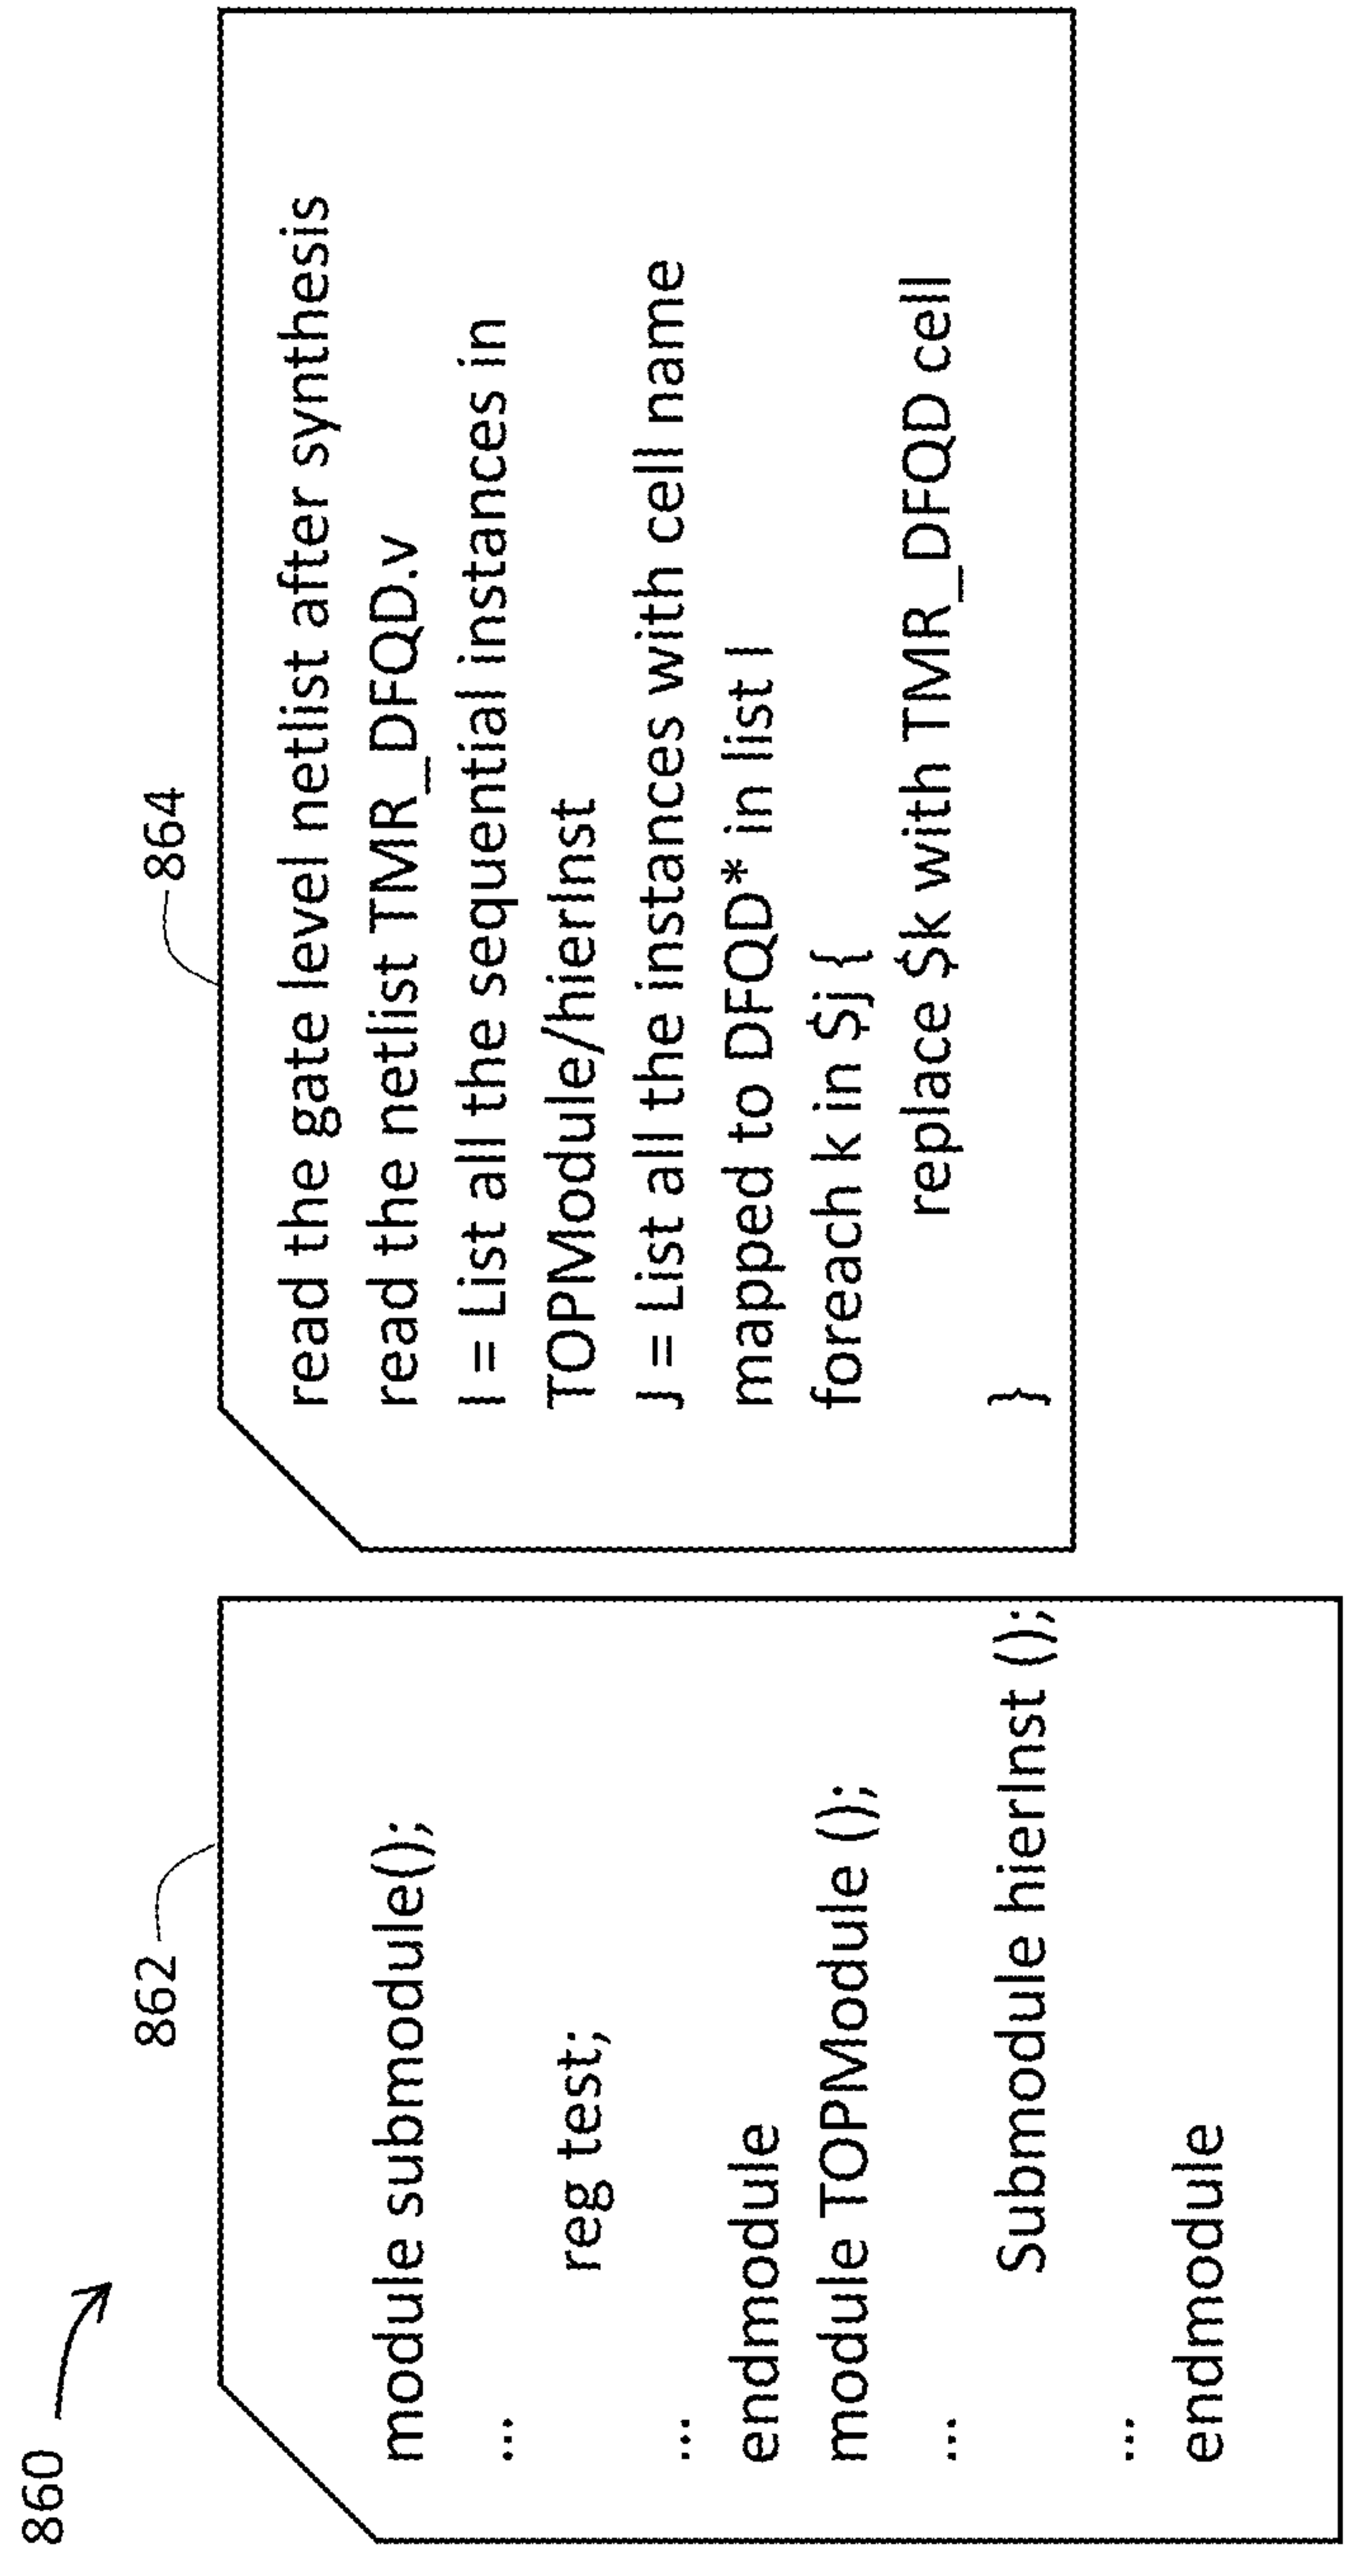 860
862
module submodule();
...
reg test;
...
endmodule
module TOPModule ();
...
Submodule hierInst ();
...
endmodule
864
read the gate level netlist after synthesis
read the netlist TMR_DFQD.v
I = List all the sequential instances in
TOPModule/hierInst
J = List all the instances with cell name
mapped to DFQD* in list I
foreach k in $j {
replace $k with TMR_DFQD cell
}